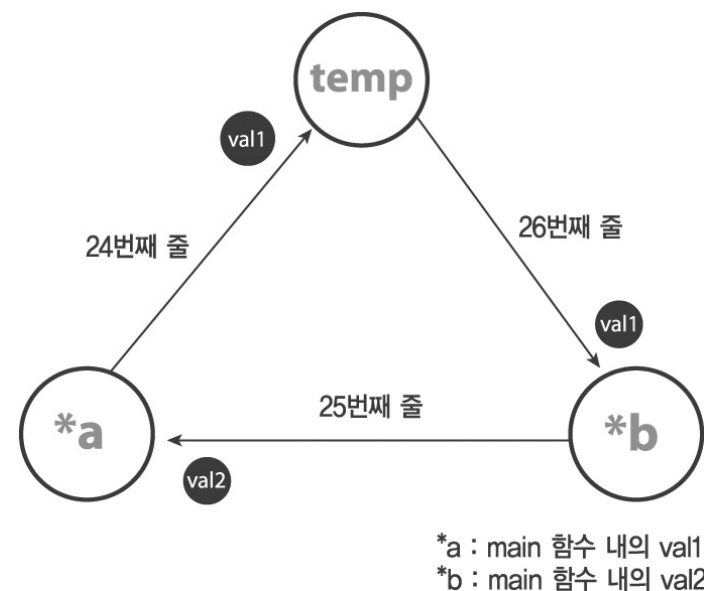 temp
val1
24번째 줄
26번째 줄
val1
25번째 줄
*a
*b
val2
*a : main 함수 내의 val1
*b : main 함수 내의 val2